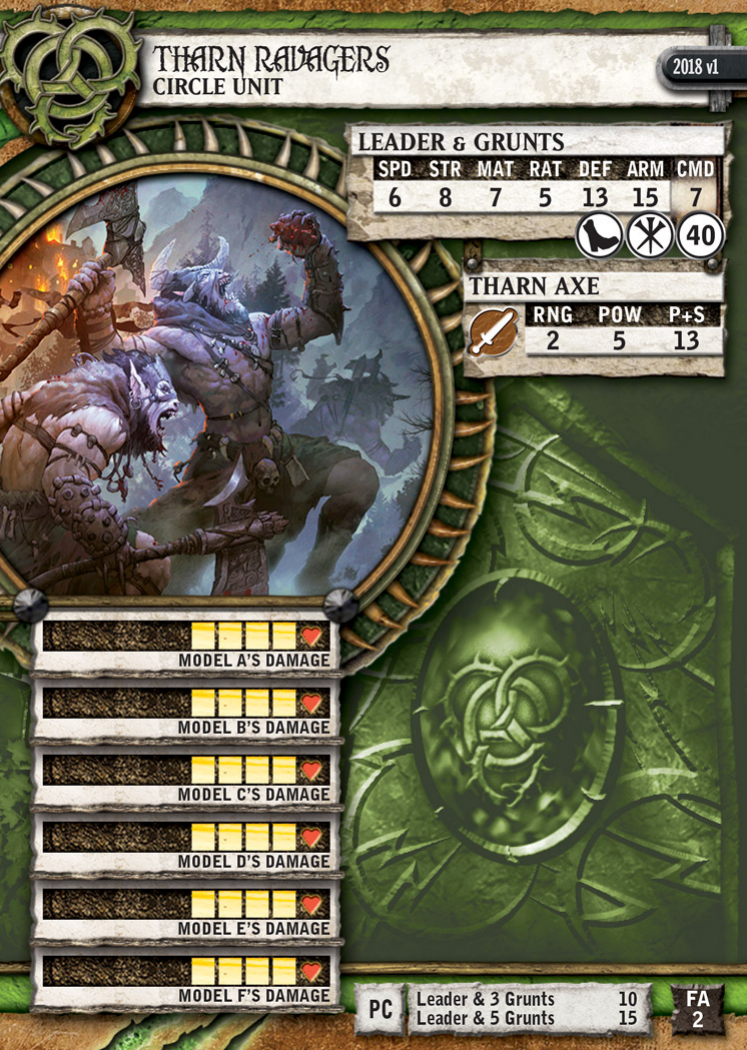 THARN RAVAGERS
CIRCLE UNIT
2018 v1
LEADER & GRUNTS
SPD STR MAT RAT DEF ARM CMD
6 8 7 5 13 15 7
40
THARN AXE
RNG POW P+S
2 5 13
MODEL A'S DAMAGE
MODEL B'S DAMAGE
MODEL C'S DAMAGE
MODEL D'S DAMAGE
MODEL E'S DAMAGE
MODEL F'S DAMAGE
PC
Leader & 3 Grunts 10
Leader & 5 Grunts 15
FA
2